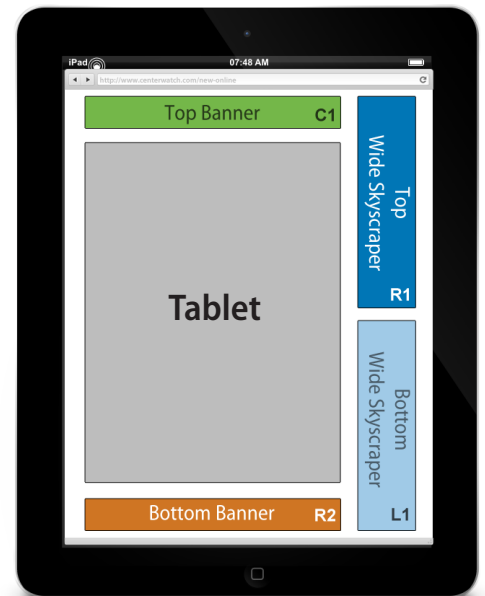 iPad 07:48 AM
http://www.centerwatch.com/new-online
Top Banner C1
Top
Wide Skyscraper
R1
Tablet
Bottom
Wide Skyscraper
L1
Bottom Banner R2